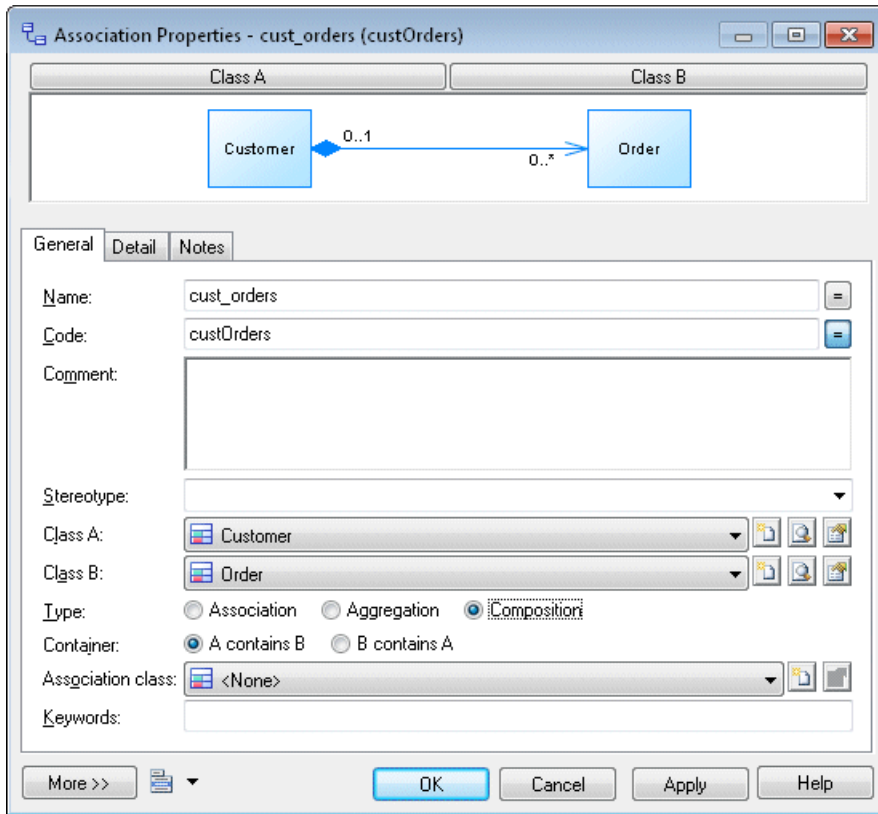 Association Properties - cust_orders (custOrders)
Class A Class B
Customer 0..1 0..* Order
General Detail Notes
Name: cust_orders =
Code: custOrders =
Comment:
Stereotype:
Class A: Customer
Class B: Order
Type: Association Aggregation Composition
Container: A contains B B contains A
Association class: <None>
Keywords:
More >> OK Cancel Apply Help